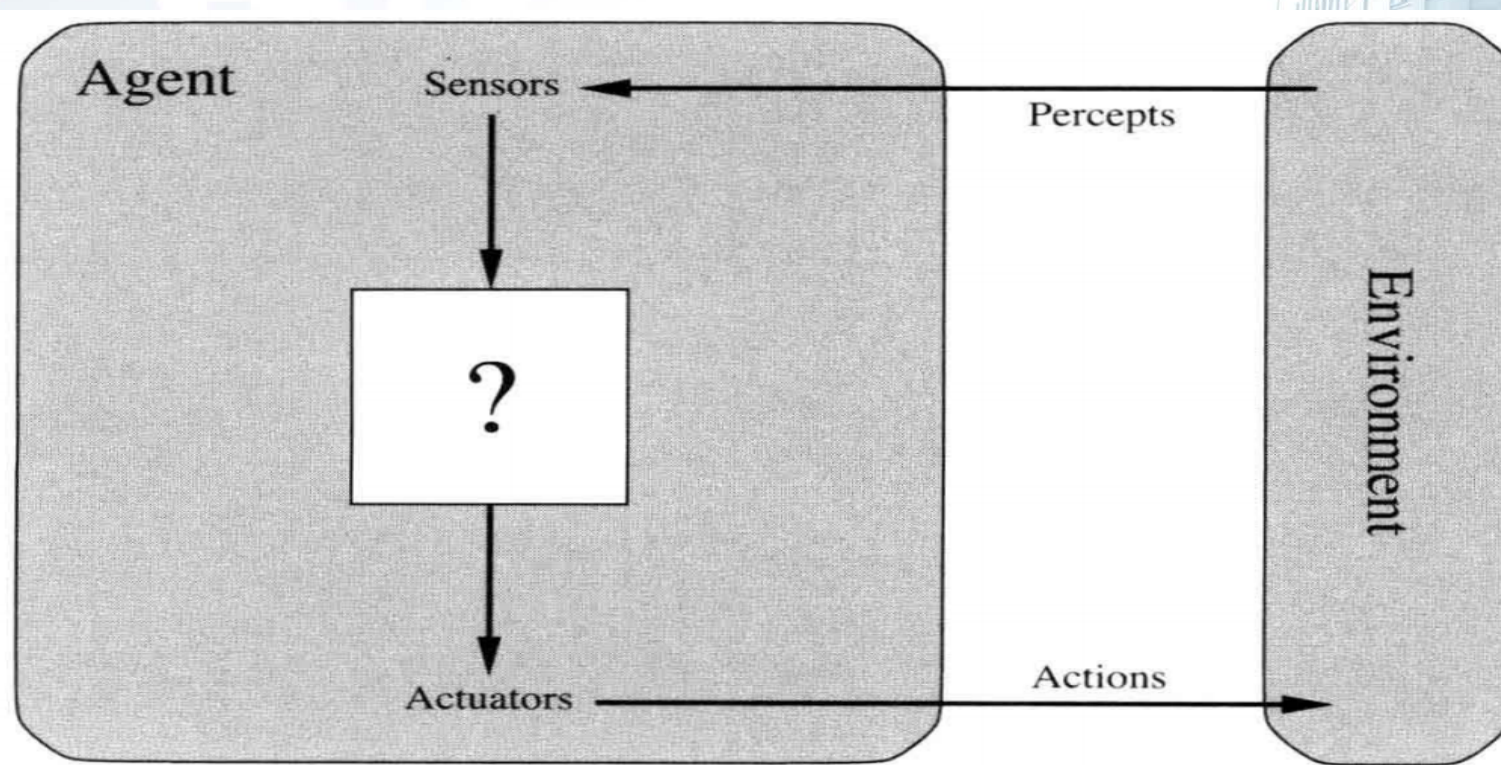 Agent
Sensors
Percepts
?
Environment
Actuators
Actions